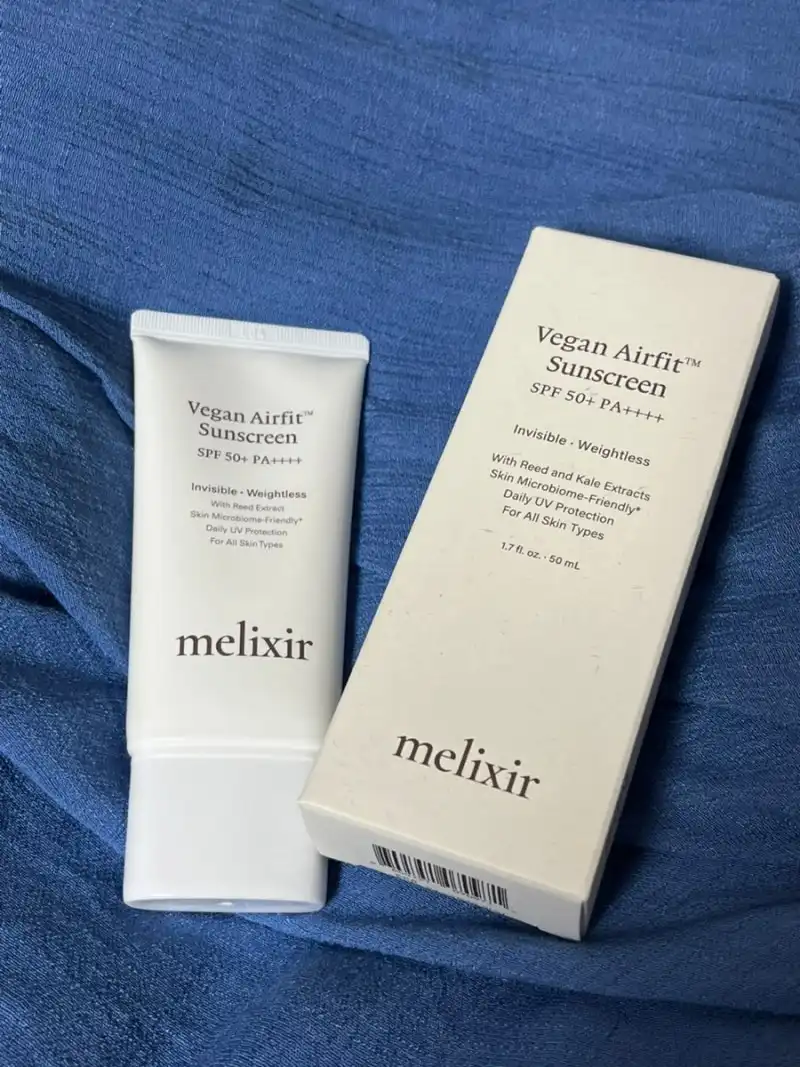 Vegan Airfit™
Sunscreen
SPF 50+ PA++++
Invisible · Weightless
With Reed Extract
Skin Microbiome-Friendly*
Daily UV Protection
For All Skin Types
melixir
Vegan Airfit™
Sunscreen
SPF 50+ PA++++
Invisible · Weightless
With Reed and Kale Extracts
Skin Microbiome-Friendly*
Daily UV Protection
For All Skin Types
1.7 fl. oz. · 50 mL
melixir